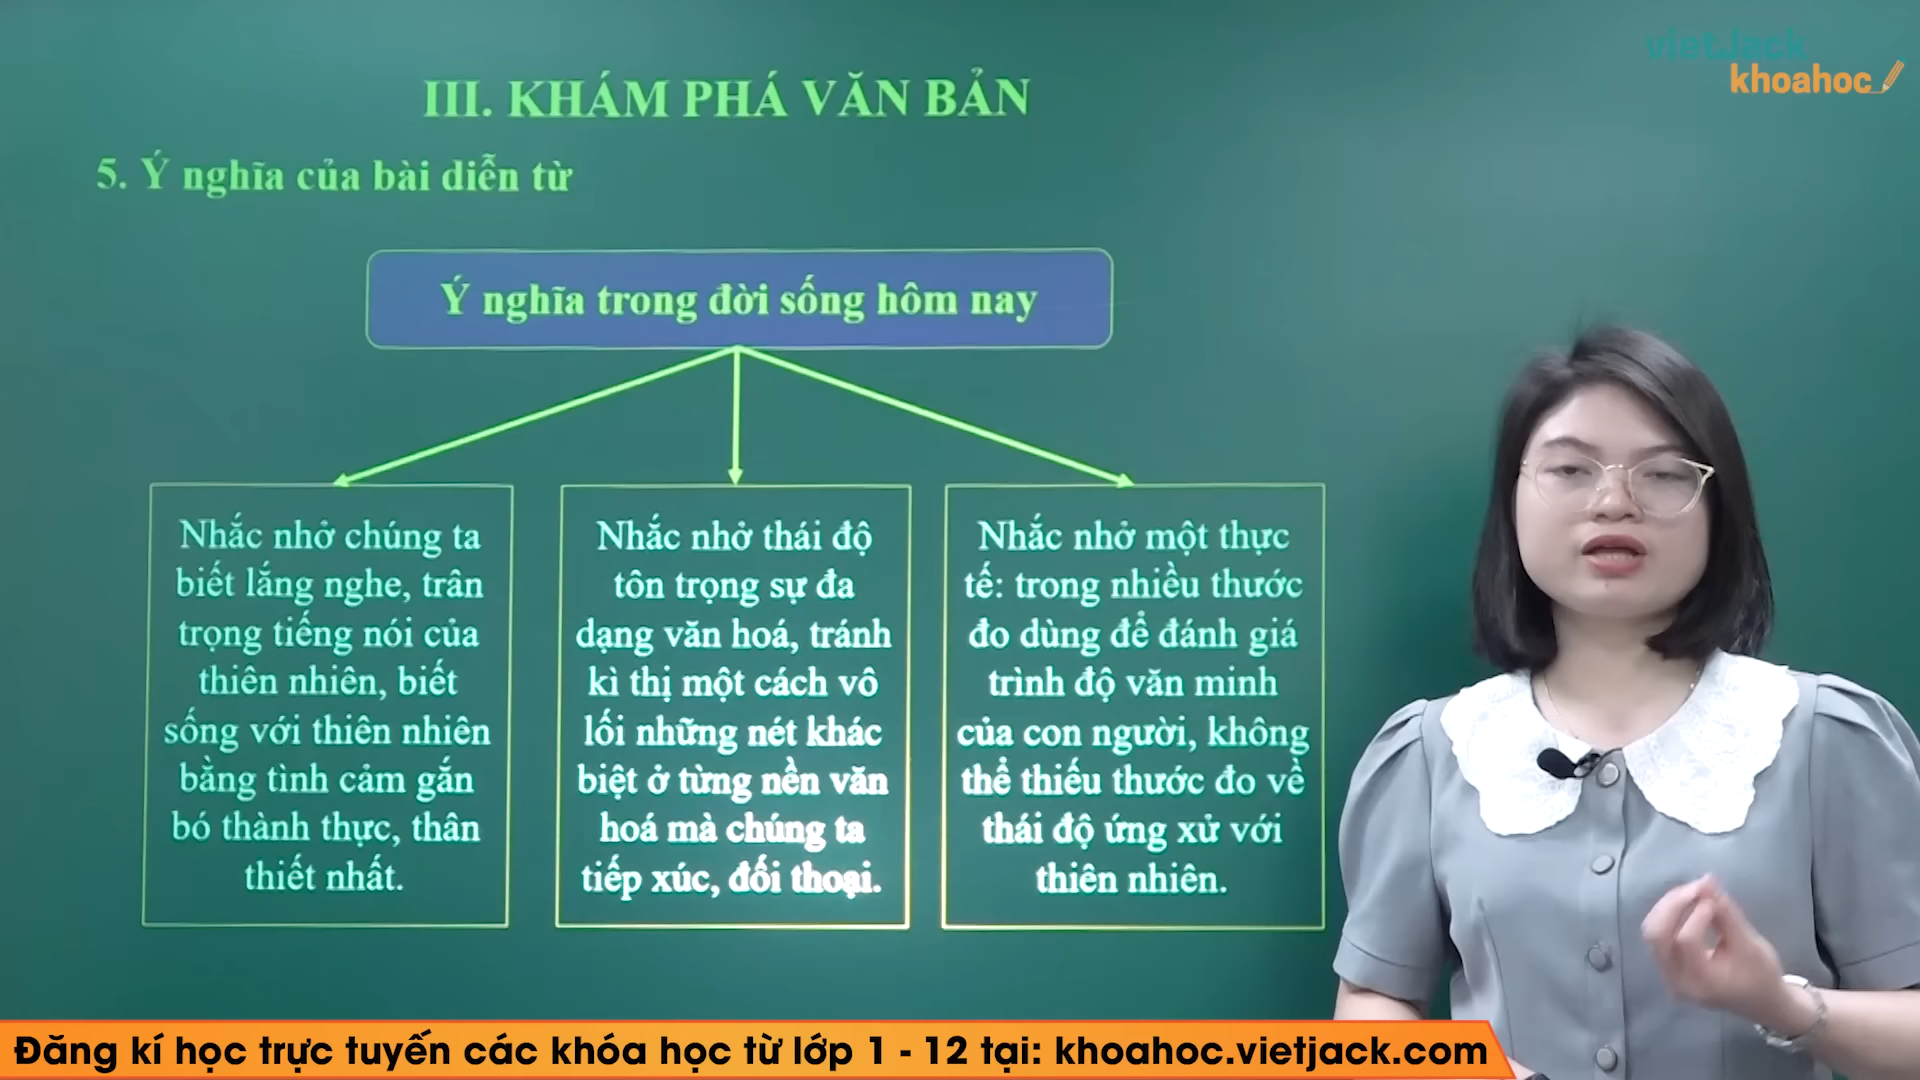 vietJack
khoahoc
III. KHÁM PHÁ VĂN BẢN
5. Ý nghĩa của bài diễn từ
Ý nghĩa trong đời sống hôm nay
Nhắc nhở chúng ta
biết lắng nghe, trân
trọng tiếng nói của
thiên nhiên, biết
sống với thiên nhiên
bằng tình cảm gắn
bó thành thực, thân
thiết nhất.
Nhắc nhở thái độ
tôn trọng sự đa
dạng văn hoá, tránh
kì thị một cách vô
lối những nét khác
biệt ở từng nền văn
hoá mà chúng ta
tiếp xúc, đối thoại.
Nhắc nhở một thực
tế: trong nhiều thước
đo dùng để đánh giá
trình độ văn minh
của con người, không
thể thiếu thước đo về
thái độ ứng xử với
thiên nhiên.
Đăng kí học trực tuyến các khóa học từ lớp 1 - 12 tại: khoahoc.vietjack.com